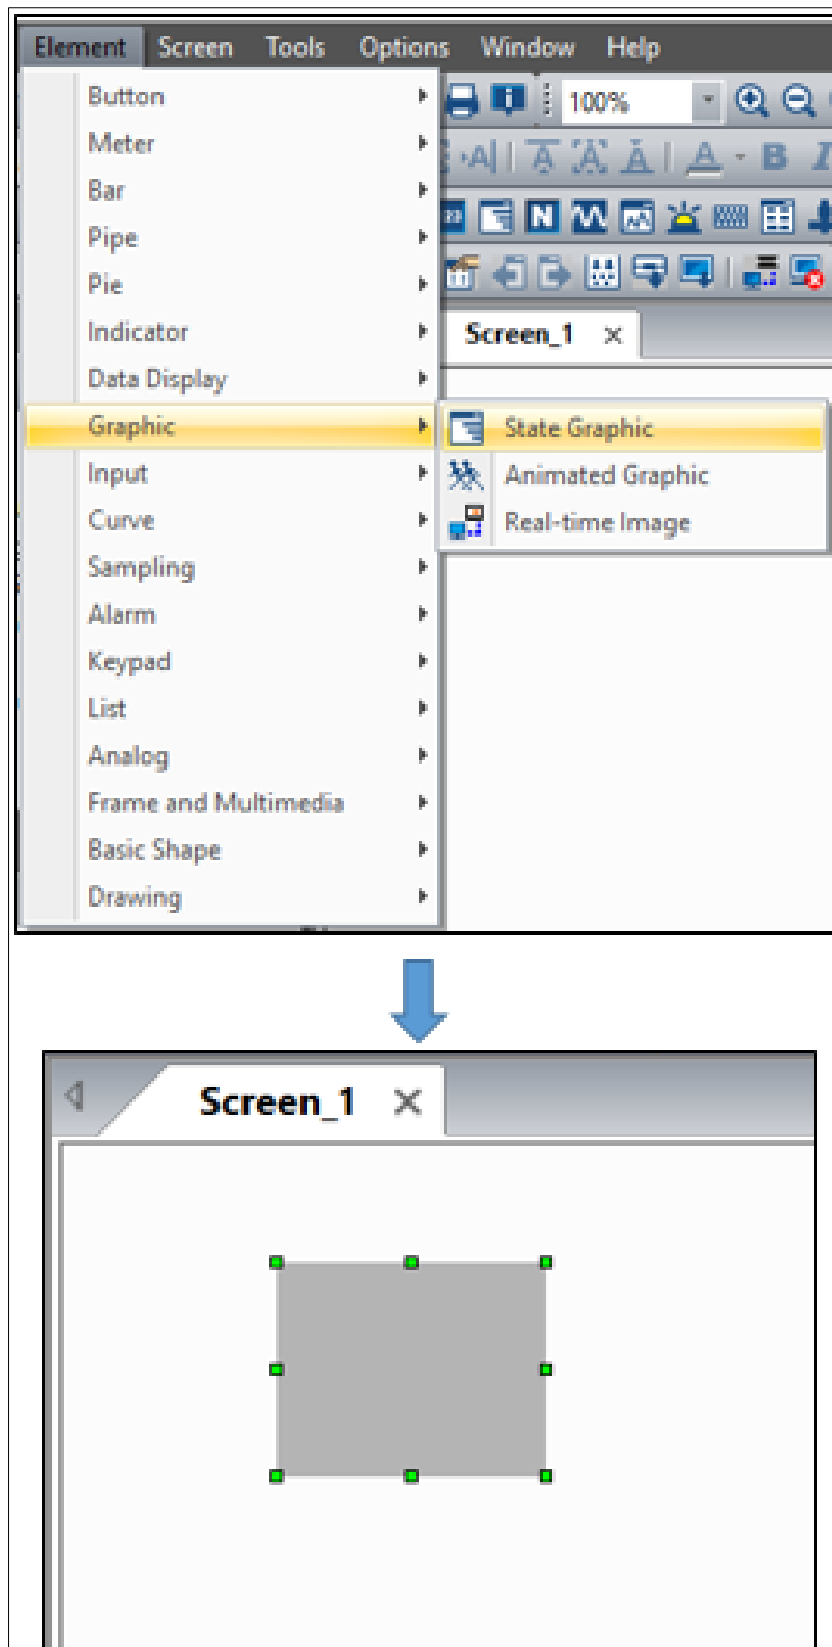 Element Screen Tools Options Window Help
Button
100%
Meter
Bar
Pipe
Pie
Indicator
Screen_1
Data Display
Graphic
State Graphic
Input
Animated Graphic
Curve
Real-time Image
Sampling
Alarm
Keypad
List
Analog
Frame and Multimedia
Basic Shape
Drawing
Screen_1